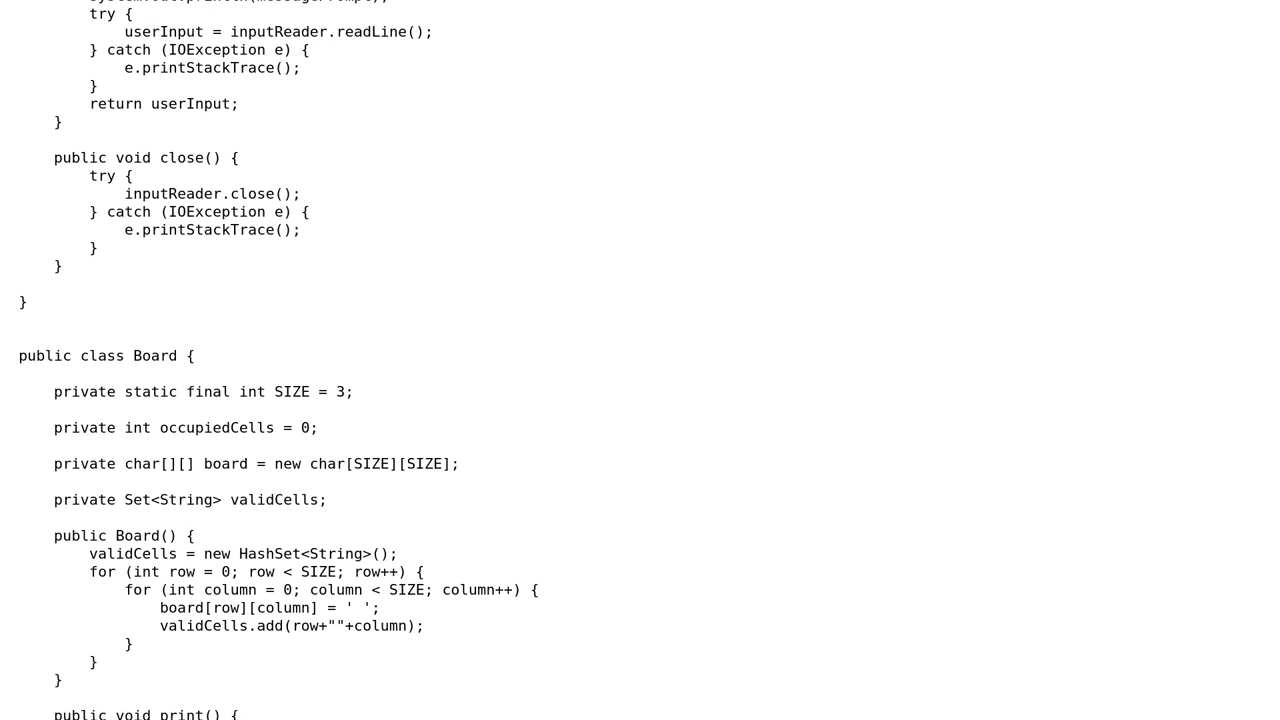 try {
userInput = inputReader.readLine();
} catch (IOException e) {
e.printStackTrace();
}
return userInput;
}
public void close() {
try {
inputReader.close();
} catch (IOException e) {
e.printStackTrace();
}
}
}
public class Board {
private static final int SIZE = 3;
private int occupiedCells = 0;
private char[][] board = new char[SIZE][SIZE];
private Set<String> validCells;
public Board() {
validCells = new HashSet<String>();
for (int row = 0; row < SIZE; row++) {
for (int column = 0; column < SIZE; column++) {
board[row][column] = ' ';
validCells.add(row+""+column);
}
}
}
public void print() {